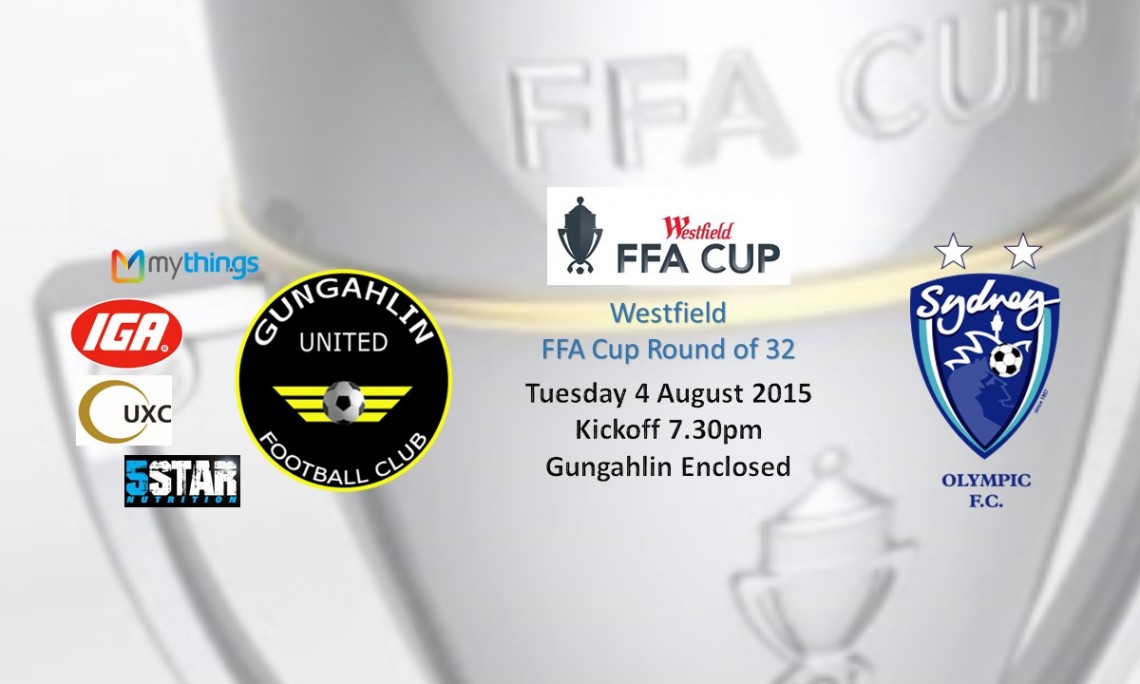 FFA CUP
Westfield
FFA CUP
Westfield
FFA Cup Round of 32
Tuesday 4 August 2015
Kickoff 7.30pm
Gungahlin Enclosed
mythings
IGA
UXC
5STAR
NUTRITION
GUNGAHLIN
UNITED
FOOTBALL CLUB
Sydney
OLYMPIC
F.C.